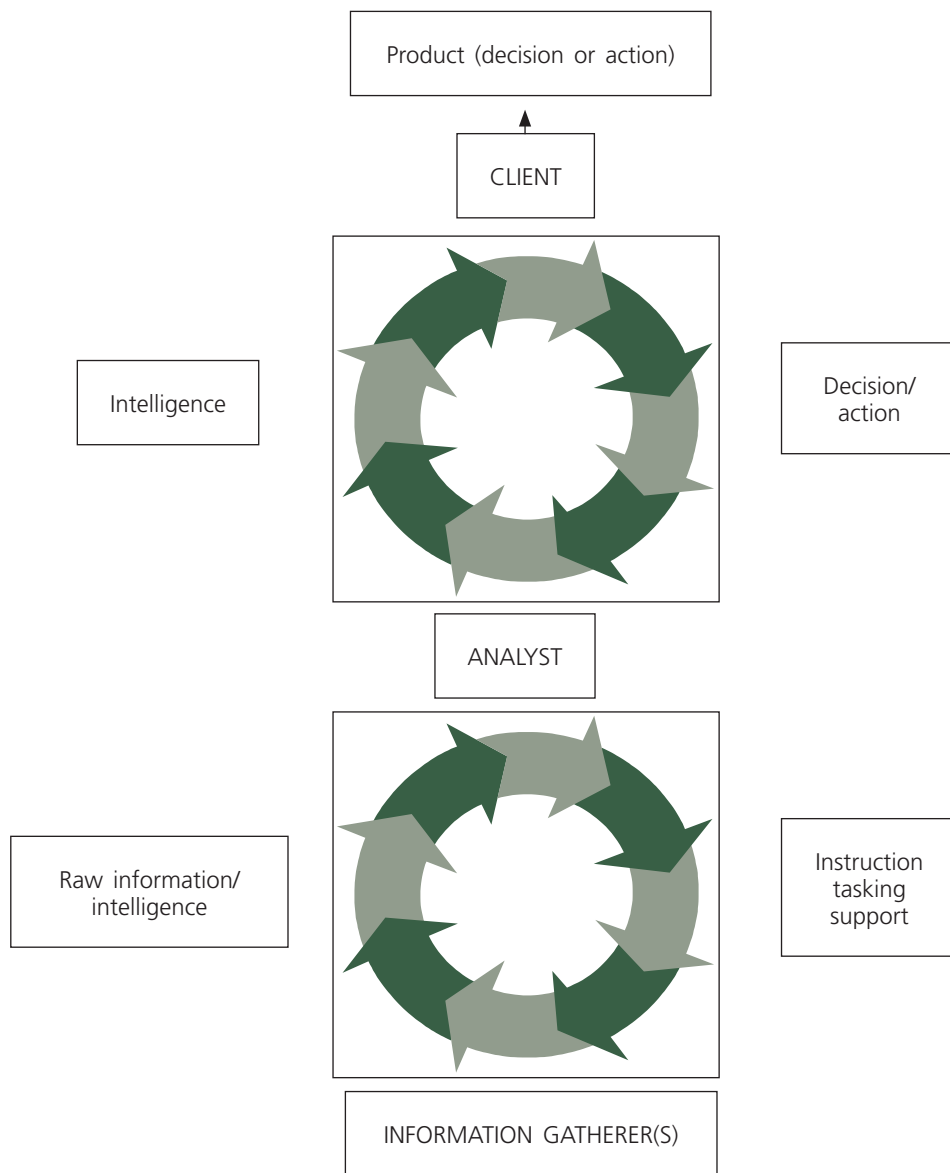 Product (decision or action)
CLIENT
Intelligence
Decision/
action
ANALYST
Raw information/
intelligence
Instruction
tasking
support
INFORMATION GATHERER(S)